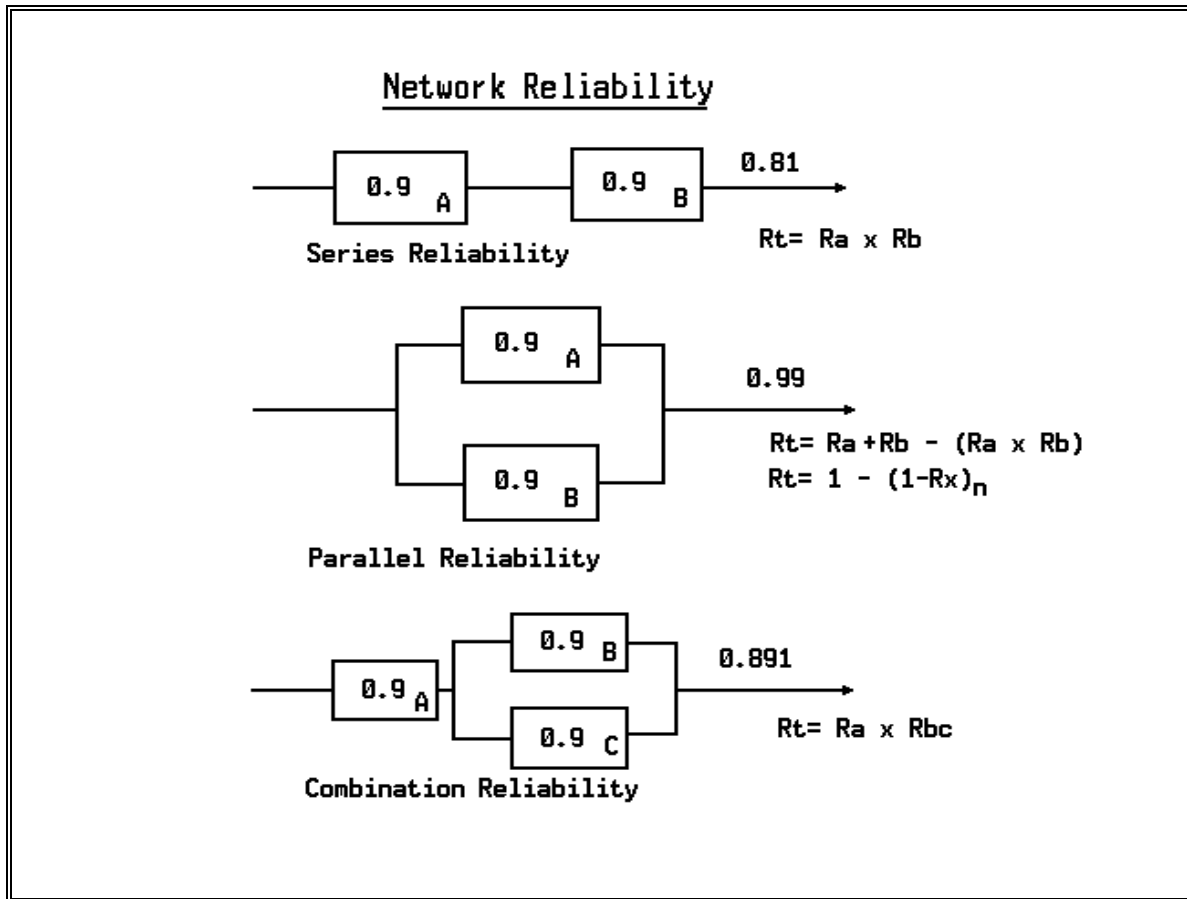 Network Reliability
0.9 A
0.9 B
0.81
Rt= Ra x Rb
Series Reliability
0.9 A
0.99
Rt= Ra+Rb - (Ra x Rb)
Rt= 1 - (1-Rx)n
0.9 B
Parallel Reliability
0.9 B
0.891
0.9 A
Rt= Ra x Rbc
0.9 C
Combination Reliability